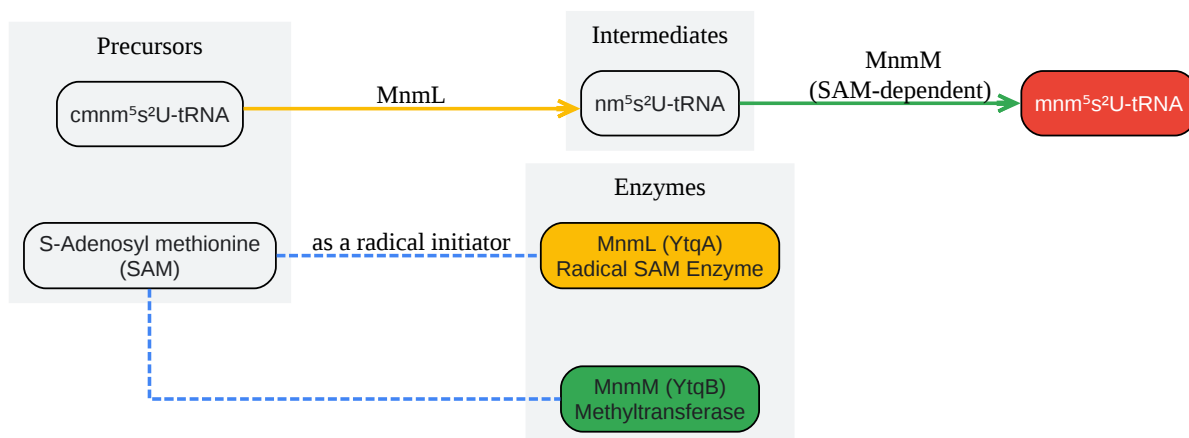 Precursors
Intermediates
cmnm⁵s²U-tRNA
MnmL
nm⁵s²U-tRNA
MnmM
(SAM-dependent)
mnm⁵s²U-tRNA
Enzymes
S-Adenosyl methionine
(SAM)
as a radical initiator
MnmL (YtqA)
Radical SAM Enzyme
MnmM (YtqB)
Methyltransferase